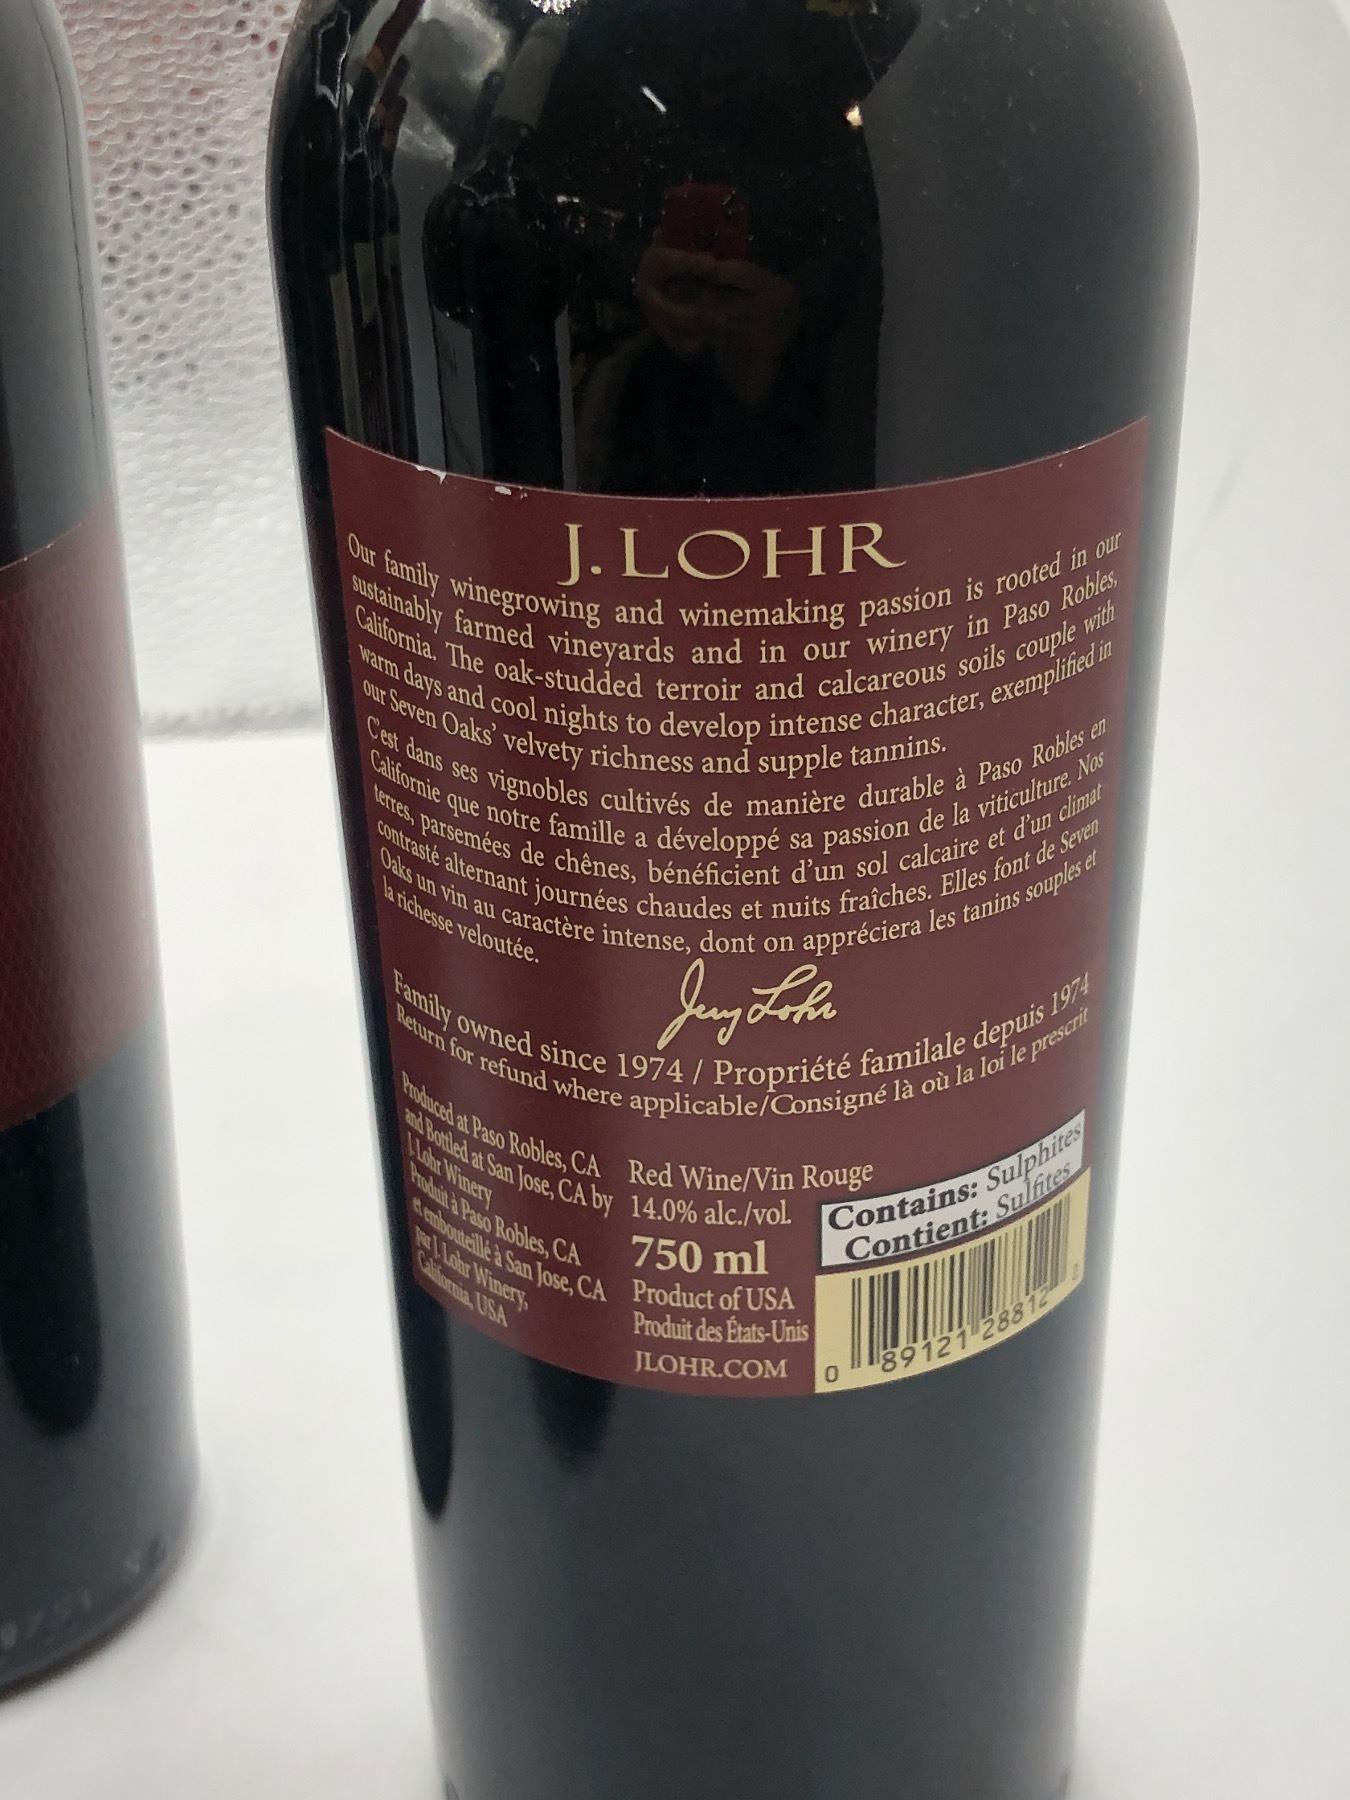 J. LOHR
Our family winegrowing and winemaking passion is rooted in our
sustainably farmed vineyards and in our winery in Paso Robles,
California. The oak-studded terroir and calcareous soils couple with
warm days and cool nights to develop intense character, exemplified in
our Seven Oaks' velvety richness and supple tannins.
C'est dans ses vignobles cultivés de manière durable à Paso Robles en
Californie que notre famille a développé sa passion de la viticulture. Nos
terres, parsemées de chênes, bénéficient d'un sol calcaire et d'un climat
contrasté alternant journées chaudes et nuits fraîches. Elles font de Seven
Oaks un vin au caractère intense, dont on appréciera les tanins souples et
la richesse veloutée.
Jerry Lohr
Family owned since 1974 / Propriété familale depuis 1974
Return for refund where applicable/Consigné là où la loi le prescrit
Produced at Paso Robles, CA
and Bottled at San Jose, CA by
J. Lohr Winery
Produit à Paso Robles, CA
et embouteillé à San Jose, CA
par J. Lohr Winery,
California, USA
Red Wine/Vin Rouge
14.0% alc./vol.
750 ml
Product of USA
Produit des États-Unis
JLOHR.COM
Contains: Sulphites
Contient: Sulfites
0 89121 28812 2